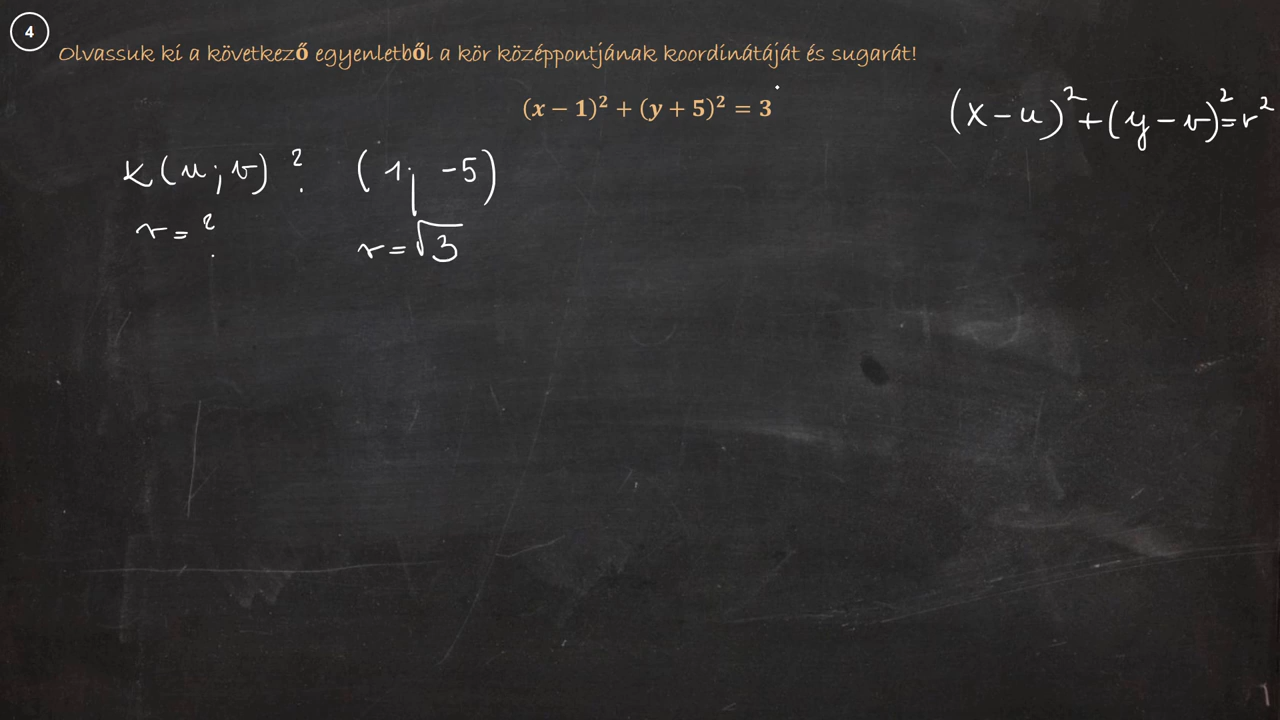 4
Olvassuk ki a következő egyenletből a kör középpontjának koordinátáját és sugarát!
(x − 1)² + (y + 5)² = 3
(x − u)² + (y − v)² = r²
K(u; v) ? (1; −5)
r = ? r = √3